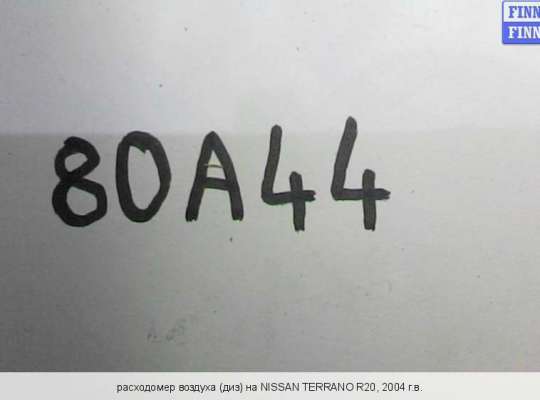 FINN
FINN
80A44
расходомер воздуха (диз) на NISSAN TERRANO R20, 2004 г.в.